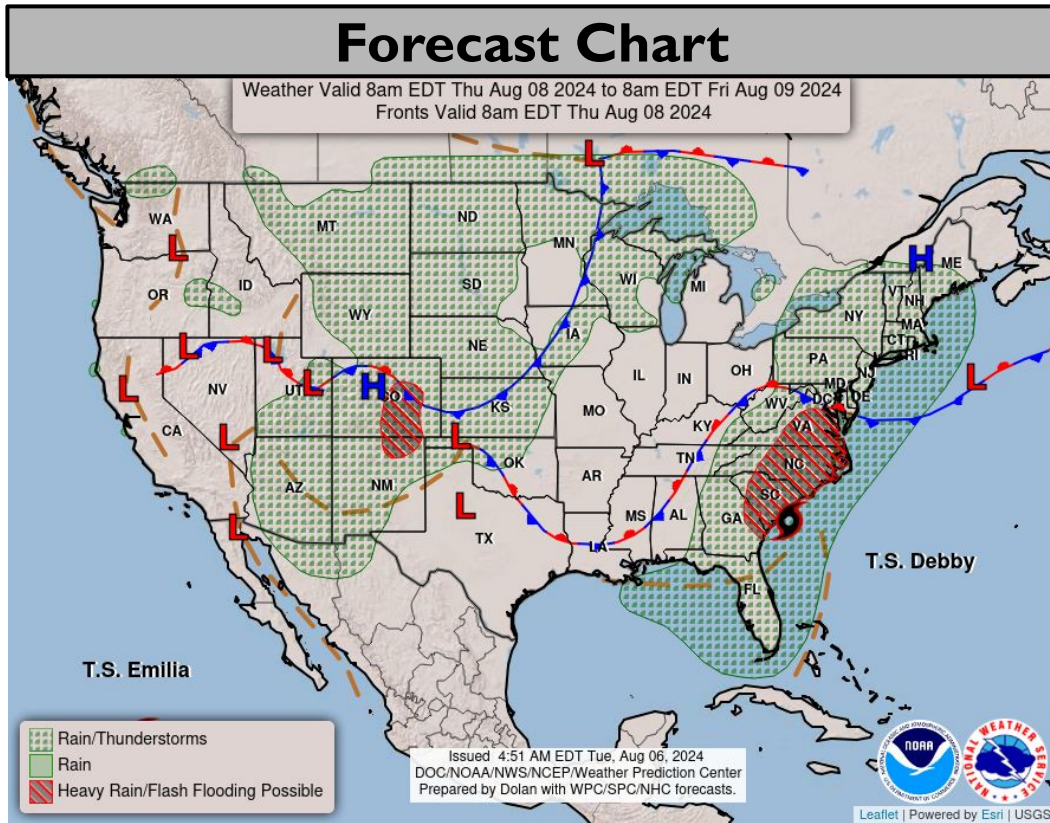 Forecast Chart
Weather Valid 8am EDT Thu Aug 08 2024 to 8am EDT Fri Aug 09 2024
Fronts Valid 8am EDT Thu Aug 08 2024
L
WA
MT
ND
MN
L
H
ME
OR
ID
SD
WI
MI
VT
NH
WY
NY
MA
L
L
IA
CT
RI
NE
PA
NJ
L
NV
UT
L
H
CO
KS
IL
IN
OH
MD
DE
DC
L
WV
CA
L
MO
KY
VA
L
OK
TN
NC
AZ
NM
AR
SC
L
TX
MS
AL
GA
L
LA
T.S. Debby
FL
T.S. Emilia
Rain/Thunderstorms
Rain
Heavy Rain/Flash Flooding Possible
Issued 4:51 AM EDT Tue, Aug 06, 2024
DOC/NOAA/NWS/NCEP/Weather Prediction Center
Prepared by Dolan with WPC/SPC/NHC forecasts.
NOAA
NATIONAL WEATHER SERVICE
Leaflet | Powered by Esri | USGS